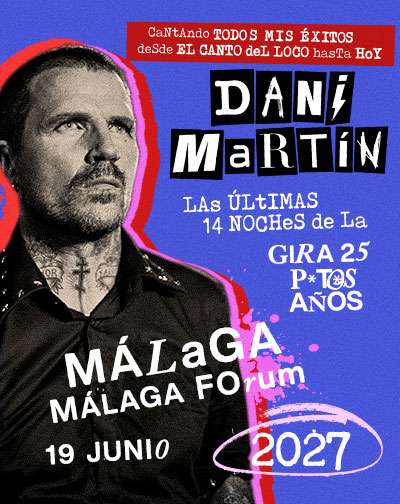 CaNtANdo TODOS MIS ÉXITOS
deSde EL CANTO deL LOCO hasTa HoY
DANI
MaRTíN
LAs ÚLtIMAS
14 NOCHeS de La
GIRA 25
P*TOS
AÑOS
MÁLaGA
MÁLAGA FOrum
19 JUNIO
2027